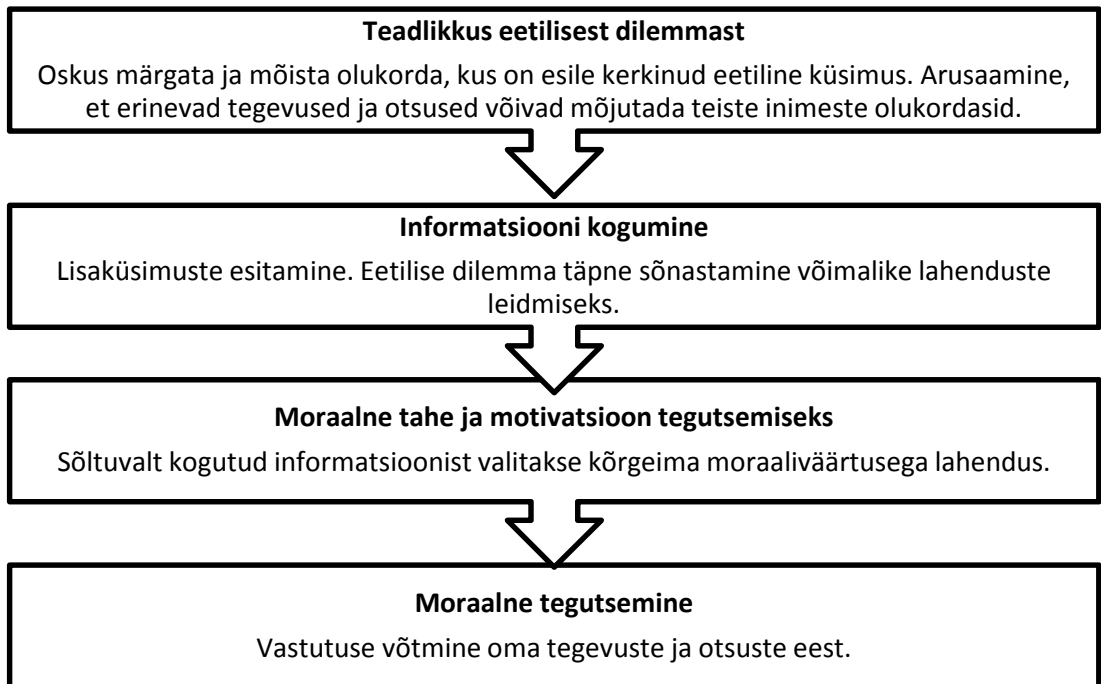 Teadlikkus eetilisest dilemmast
Oskus märgata ja mõista olukorda, kus on esile kerkinud eetiline küsimus. Arusaamine,
et erinevad tegevused ja otsused võivad mõjutada teiste inimeste olukordasid.
Informatsiooni kogumine
Lisaküsimuste esitamine. Eetilise dilemma täpne sõnastamine võimalike lahenduste
leidmiseks.
Moraalne tahe ja motivatsioon tegutsemiseks
Sõltuvalt kogutud informatsioonist valitakse kõrgeima moraaliväärtusega lahendus.
Moraalne tegutsemine
Vastutuse võtmine oma tegevuste ja otsuste eest.